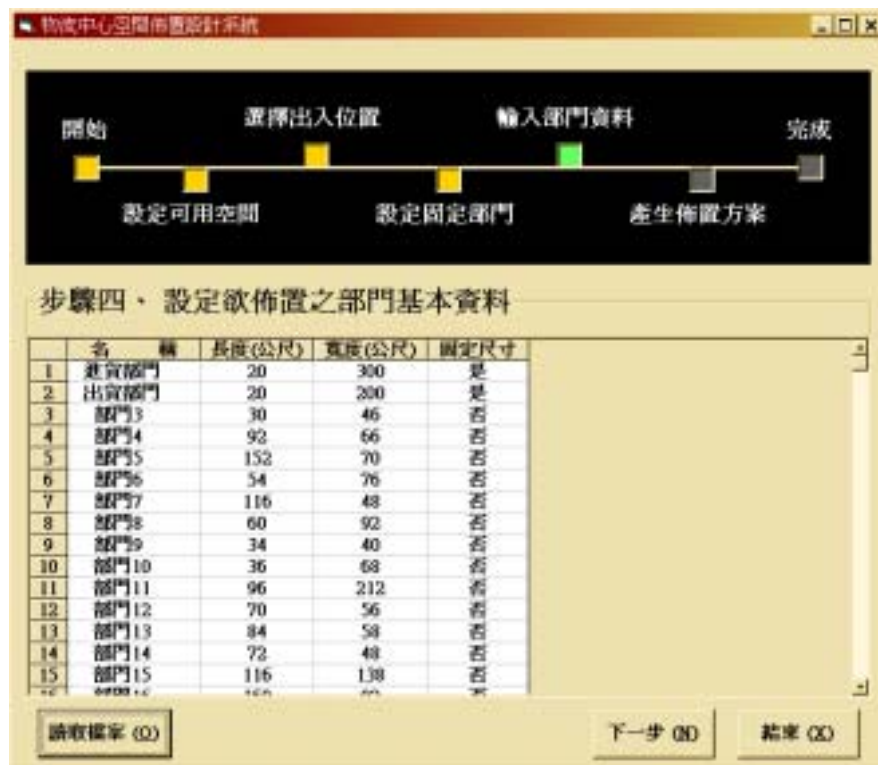 物流中心空間佈置設計系統
開始 選擇出入位置 輸入部門資料 完成
設定可用空間 設定固定部門 產生佈置方案
步驟四、 設定欲佈置之部門基本資料
名 稱 長度(公尺) 寬度(公尺) 固定尺寸
1 進貨部門 20 300 是
2 出貨部門 20 200 是
3 部門3 30 46 否
4 部門4 92 66 否
5 部門5 152 70 否
6 部門6 54 76 否
7 部門7 116 48 否
8 部門8 60 92 否
9 部門9 34 40 否
10 部門10 36 68 否
11 部門11 96 212 否
12 部門12 70 56 否
13 部門13 84 58 否
14 部門14 72 48 否
15 部門15 116 138 否
讀取檔案 (O) 下一步 (N) 結束 (X)